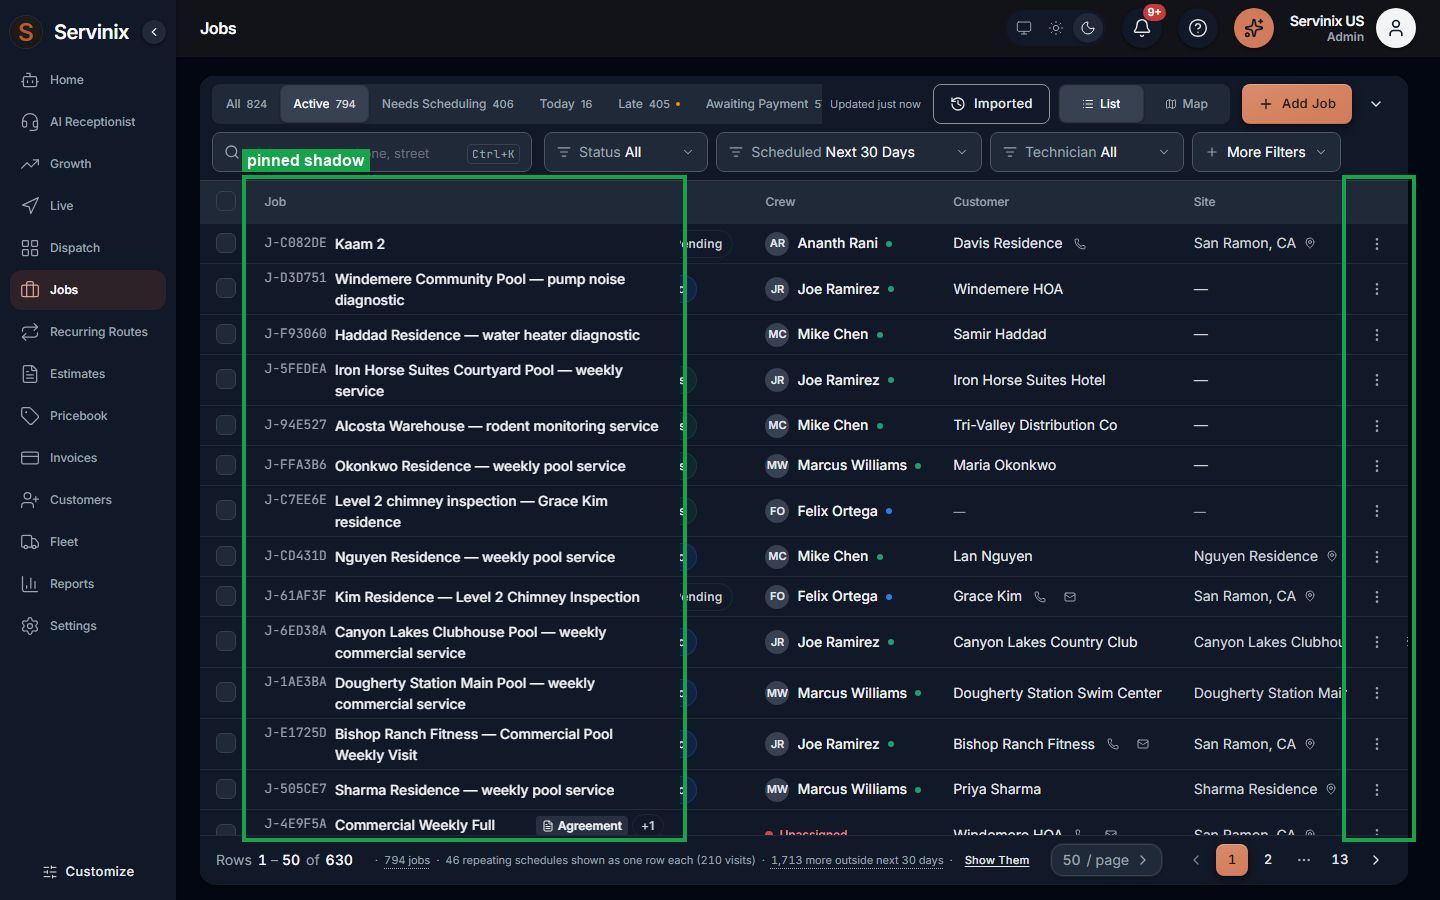 S Servinix
Jobs
9+
Servinix US
Admin
Home
AI Receptionist
Growth
Live
Dispatch
Jobs
Recurring Routes
Estimates
Pricebook
Invoices
Customers
Fleet
Reports
Settings
Customize
All 824 Active 794 Needs Scheduling 406 Today 16 Late 405 Awaiting Payment Updated just now Imported List Map + Add Job
pinned shadow
street Ctrl+K Status All Scheduled Next 30 Days Technician All + More Filters
Job Crew Customer Site
J-C082DE Kaam 2 AR Ananth Rani Davis Residence San Ramon, CA
J-D3D751 Windemere Community Pool — pump noise diagnostic JR Joe Ramirez Windemere HOA —
J-F93060 Haddad Residence — water heater diagnostic MC Mike Chen Samir Haddad —
J-5FEDEA Iron Horse Suites Courtyard Pool — weekly service JR Joe Ramirez Iron Horse Suites Hotel —
J-94E527 Alcosta Warehouse — rodent monitoring service MC Mike Chen Tri-Valley Distribution Co —
J-FFA3B6 Okonkwo Residence — weekly pool service MW Marcus Williams Maria Okonkwo —
J-C7EE6E Level 2 chimney inspection — Grace Kim residence FO Felix Ortega — —
J-CD431D Nguyen Residence — weekly pool service MC Mike Chen Lan Nguyen Nguyen Residence
J-61AF3F Kim Residence — Level 2 Chimney Inspection FO Felix Ortega Grace Kim San Ramon, CA
J-6ED38A Canyon Lakes Clubhouse Pool — weekly commercial service JR Joe Ramirez Canyon Lakes Country Club Canyon Lakes Clubhou
J-1AE3BA Dougherty Station Main Pool — weekly commercial service MW Marcus Williams Dougherty Station Swim Center Dougherty Station Main
J-E1725D Bishop Ranch Fitness — Commercial Pool Weekly Visit JR Joe Ramirez Bishop Ranch Fitness San Ramon, CA
J-505CE7 Sharma Residence — weekly pool service MW Marcus Williams Priya Sharma Sharma Residence
J-4E9F5A Commercial Weekly Full Agreement +1 Unassigned Windemere HOA San Ramon, CA
Rows 1 – 50 of 630 · 794 jobs · 46 repeating schedules shown as one row each (210 visits) · 1,713 more outside next 30 days · Show Them 50 / page 1 2 ··· 13